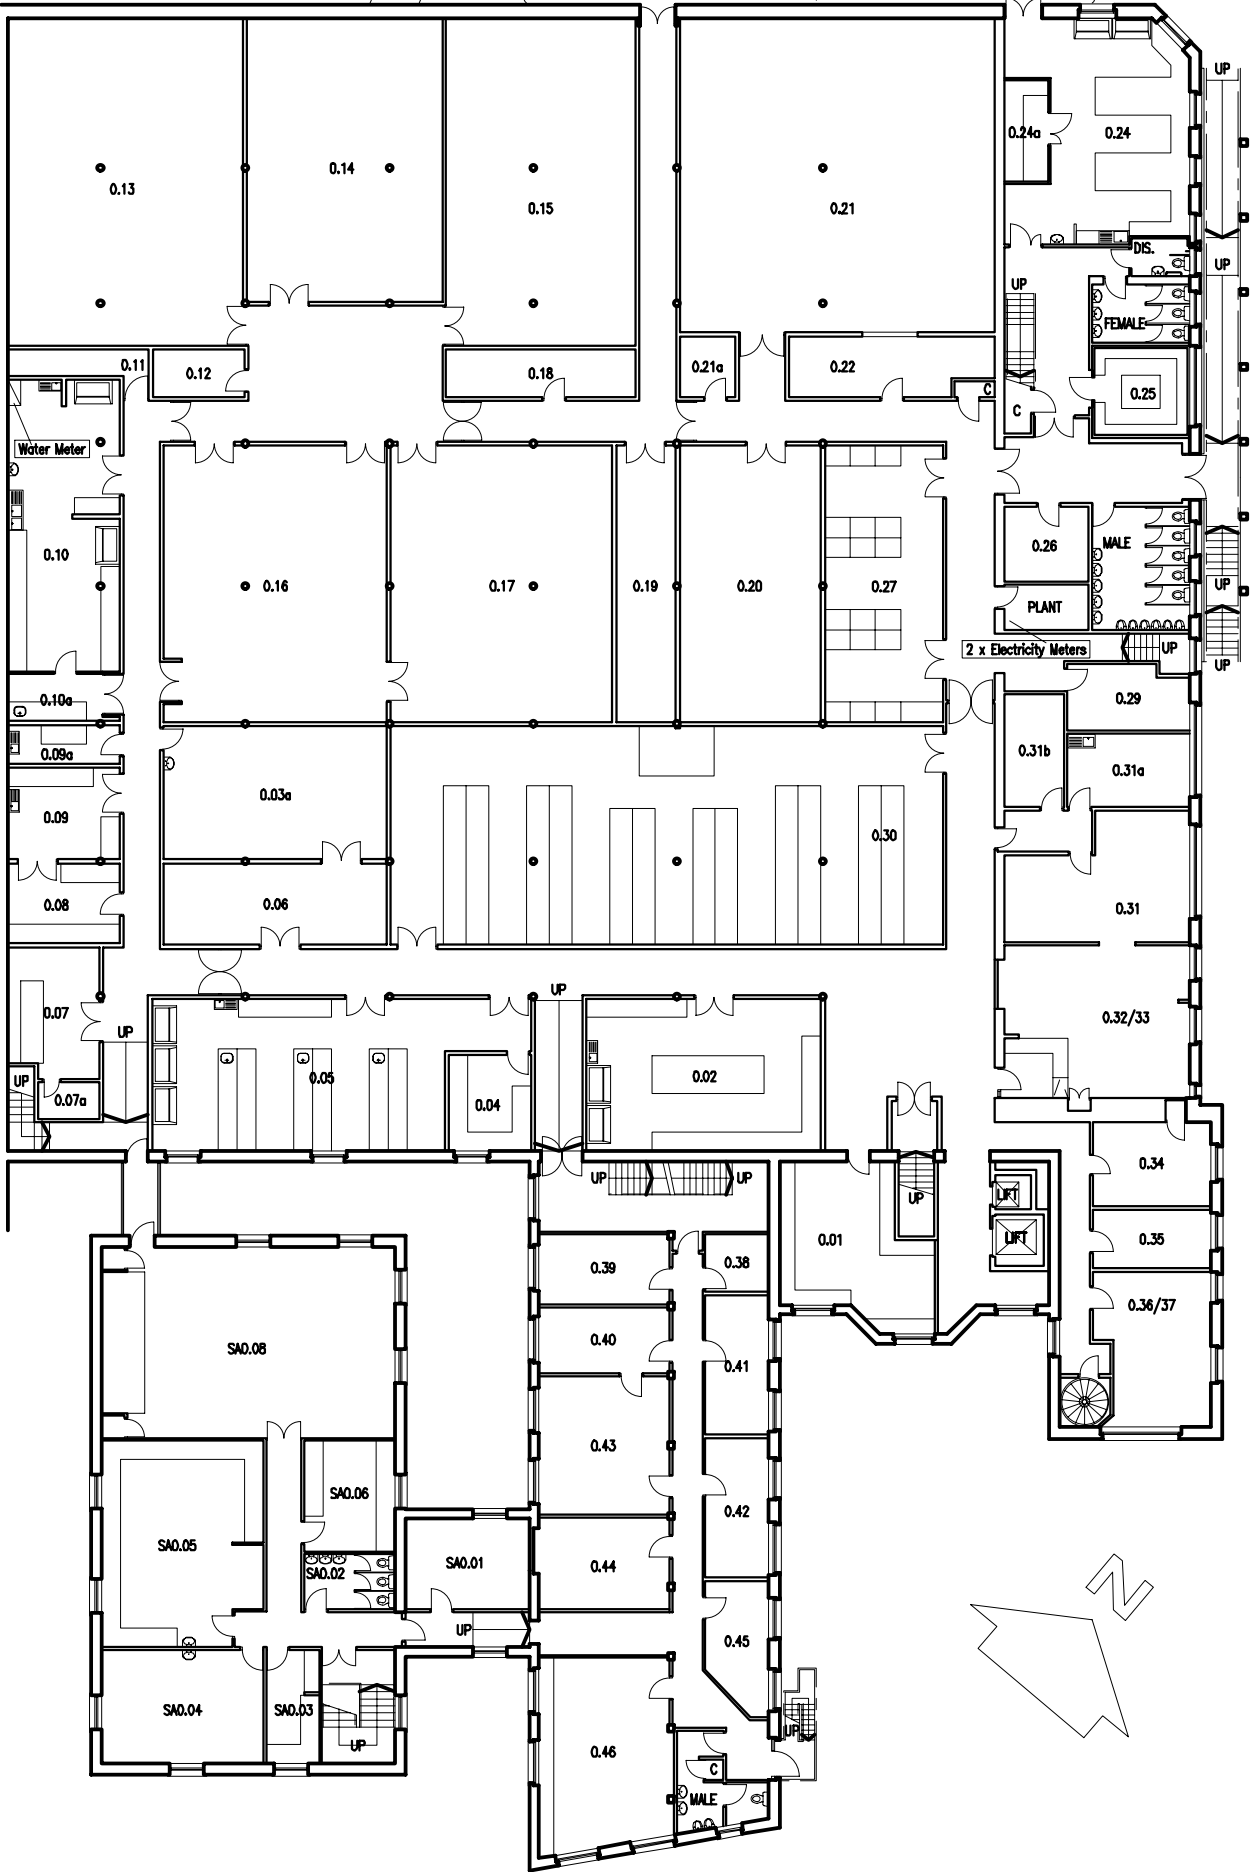 UP
0.24a
0.24
0.14
0.13
0.15
0.21
DIS.
UP
UP
FEMALE
0.11
0.12
0.18
0.21a
0.22
C
0.25
C
Water Meter
0.10
0.16
0.17
0.19
0.20
0.27
0.26
MALE
PLANT
UP
2 x Electricity Meters
UP
UP
0.10a
0.29
0.09a
0.31b
0.31a
0.03a
0.09
0.30
0.08
0.06
0.31
UP
0.07
UP
0.32/33
UP
0.05
0.02
0.07a
0.04
0.34
UP
UP
UP
LIFT
LIFT
0.01
0.35
0.39
0.38
0.36/37
SA0.08
0.40
0.41
0.43
SA0.06
0.42
SA0.05
SA0.01
SA0.02
0.44
N
UP
0.45
SA0.04
SA0.03
UP
UP
0.46
C
MALE